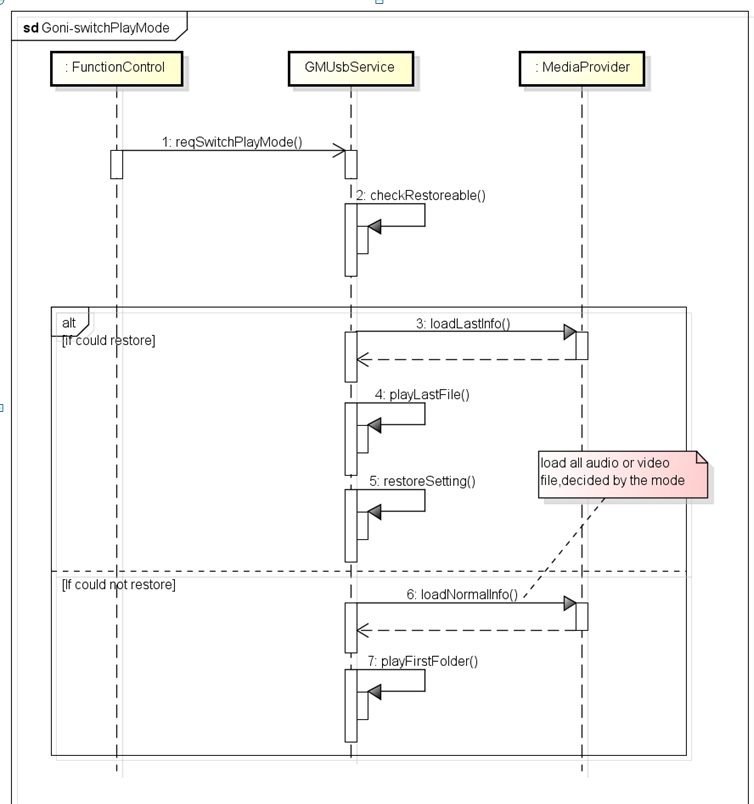 sd Goni-switchPlayMode
: FunctionControl
GMUsbService
: MediaProvider
1: reqSwitchPlayMode()
2: checkRestoreable()
alt
3: loadLastInfo()
[If could restore]
4: playLastFile()
load all audio or video
file,decided by the mode
5: restoreSetting()
[If could not restore]
6: loadNormalInfo()
7: playFirstFolder()